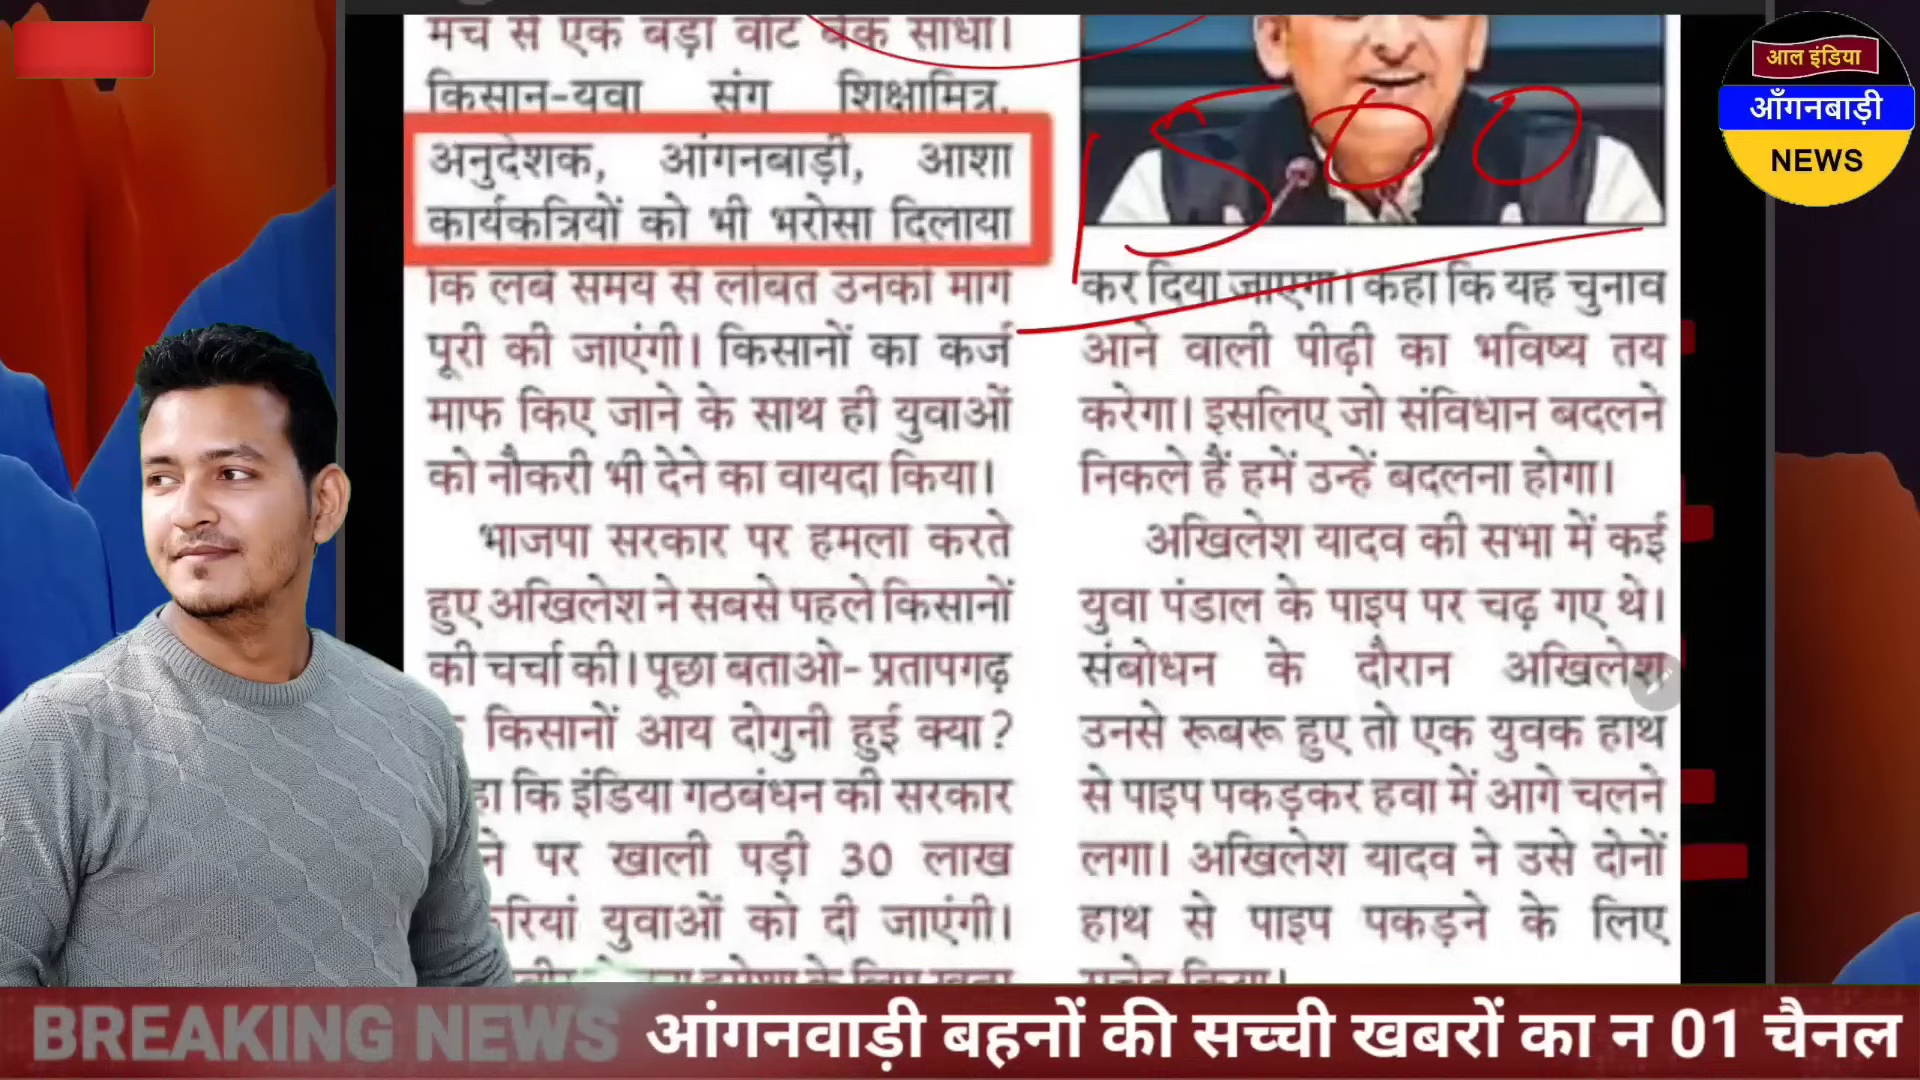 मंच से एक बड़ा वोट बैंक साधा।
किसान-युवा संग शिक्षामित्र,
अनुदेशक, आंगनबाड़ी, आशा
कार्यकत्रियों को भी भरोसा दिलाया
कि लंबे समय से लंबित उनकी मांगें
पूरी की जाएंगी। किसानों का कर्ज
माफ किए जाने के साथ ही युवाओं
को नौकरी भी देने का वायदा किया।
भाजपा सरकार पर हमला करते
हुए अखिलेश ने सबसे पहले किसानों
की चर्चा की। पूछा बताओ- प्रतापगढ़
किसानों आय दोगुनी हुई क्या?
कि इंडिया गठबंधन की सरकार
पर खाली पड़ी 30 लाख
युवाओं को दी जाएंगी।
1500
कर दिया जाएगा। कहा कि यह चुनाव
आने वाली पीढ़ी का भविष्य तय
करेगा। इसलिए जो संविधान बदलने
निकले हैं हमें उन्हें बदलना होगा।
अखिलेश यादव की सभा में कई
युवा पंडाल के पाइप पर चढ़ गए थे।
संबोधन के दौरान अखिलेश
उनसे रूबरू हुए तो एक युवक हाथ
से पाइप पकड़कर हवा में आगे चलने
लगा। अखिलेश यादव ने उसे दोनों
हाथ से पाइप पकड़ने के लिए
आल इंडिया
आँगनबाड़ी
NEWS
BREAKING NEWS आंगनवाड़ी बहनों की सच्ची खबरों का न 01 चैनल